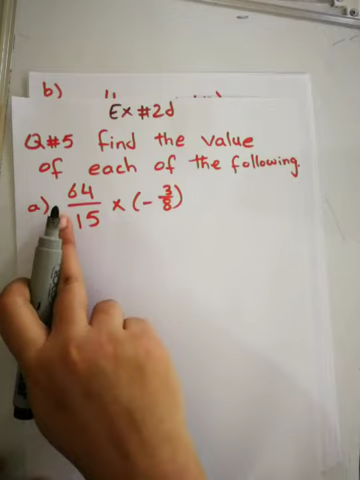 b)
Ex #2d
Q#5 find the value
of each of the following.
a) 64/15 × (- 3/8)